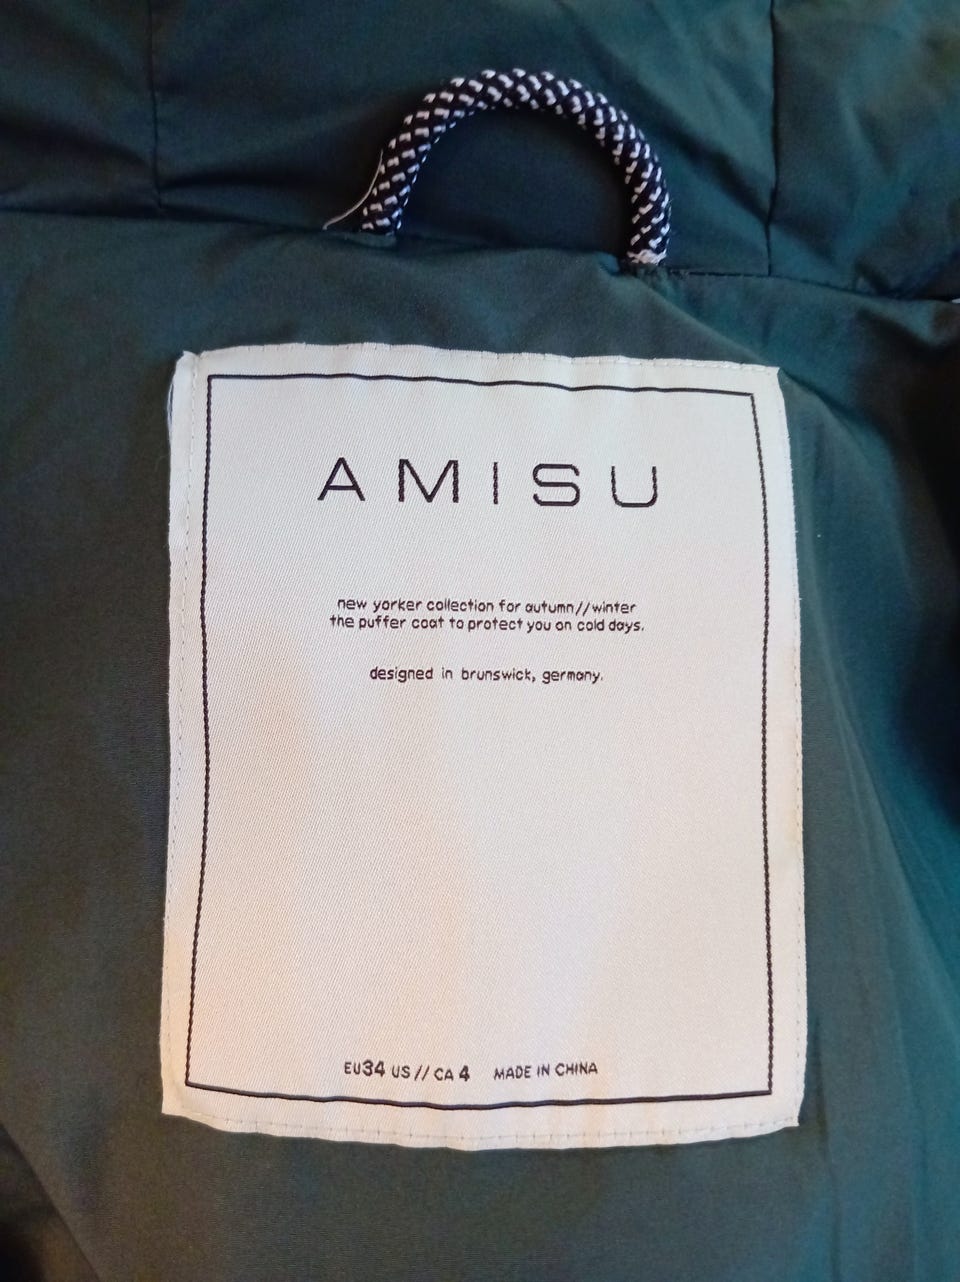 AMISU
new yorker collection for autumn//winter
the puffer coat to protect you on cold days.
designed in brunswick, germany.
EU34 US // CA 4 MADE IN CHINA